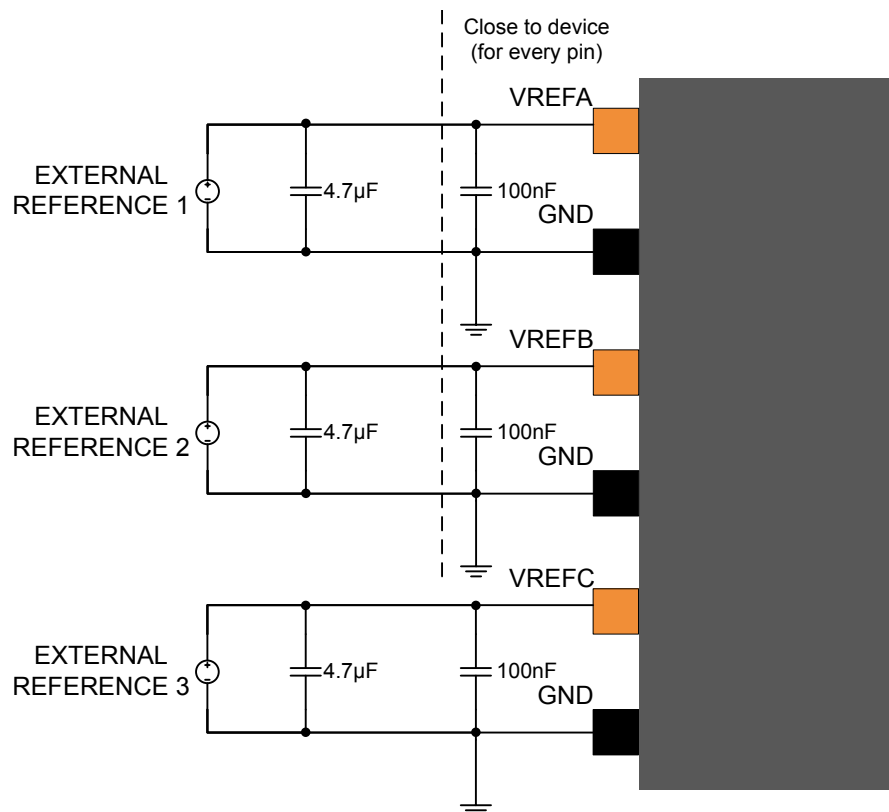 Close to device
(for every pin)
VREFA
EXTERNAL
REFERENCE 1
4.7µF
100nF
GND
VREFB
EXTERNAL
REFERENCE 2
4.7µF
100nF
GND
VREFC
EXTERNAL
REFERENCE 3
4.7µF
100nF
GND